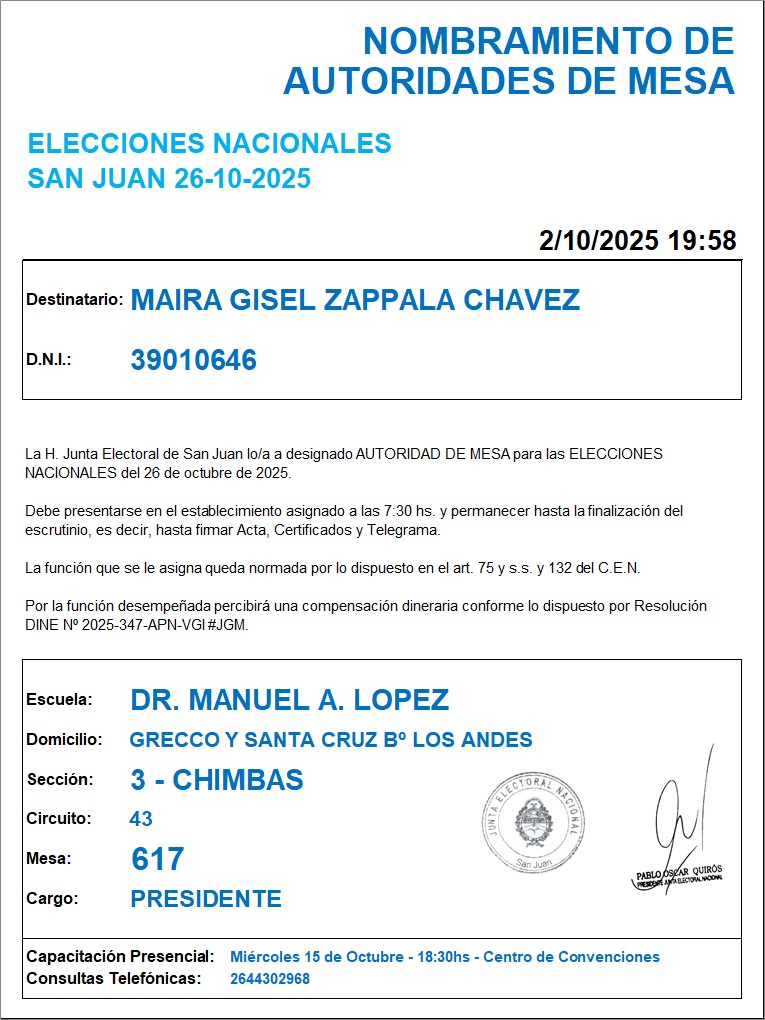 NOMBRAMIENTO DE
AUTORIDADES DE MESA
ELECCIONES NACIONALES
SAN JUAN 26-10-2025
2/10/2025 19:58
Destinatario: MAIRA GISEL ZAPPALA CHAVEZ
D.N.I.: 39010646
La H. Junta Electoral de San Juan lo/a a designado AUTORIDAD DE MESA para las ELECCIONES
NACIONALES del 26 de octubre de 2025.
Debe presentarse en el establecimiento asignado a las 7:30 hs. y permanecer hasta la finalización del
escrutinio, es decir, hasta firmar Acta, Certificados y Telegrama.
La función que se le asigna queda normada por lo dispuesto en el art. 75 y s.s. y 132 del C.E.N.
Por la función desempeñada percibirá una compensación dineraria conforme lo dispuesto por Resolución
DINE Nº 2025-347-APN-VGI#JGM.
Escuela: DR. MANUEL A. LOPEZ
Domicilio: GRECCO Y SANTA CRUZ Bº LOS ANDES
Sección: 3 - CHIMBAS
Circuito: 43
Mesa: 617
Cargo: PRESIDENTE
JUNTA ELECTORAL NACIONAL
San Juan
PABLO OSCAR QUIRÓS
PRESIDENTE JUNTA ELECTORAL NACIONAL
Capacitación Presencial: Miércoles 15 de Octubre - 18:30hs - Centro de Convenciones
Consultas Telefónicas: 2644302968